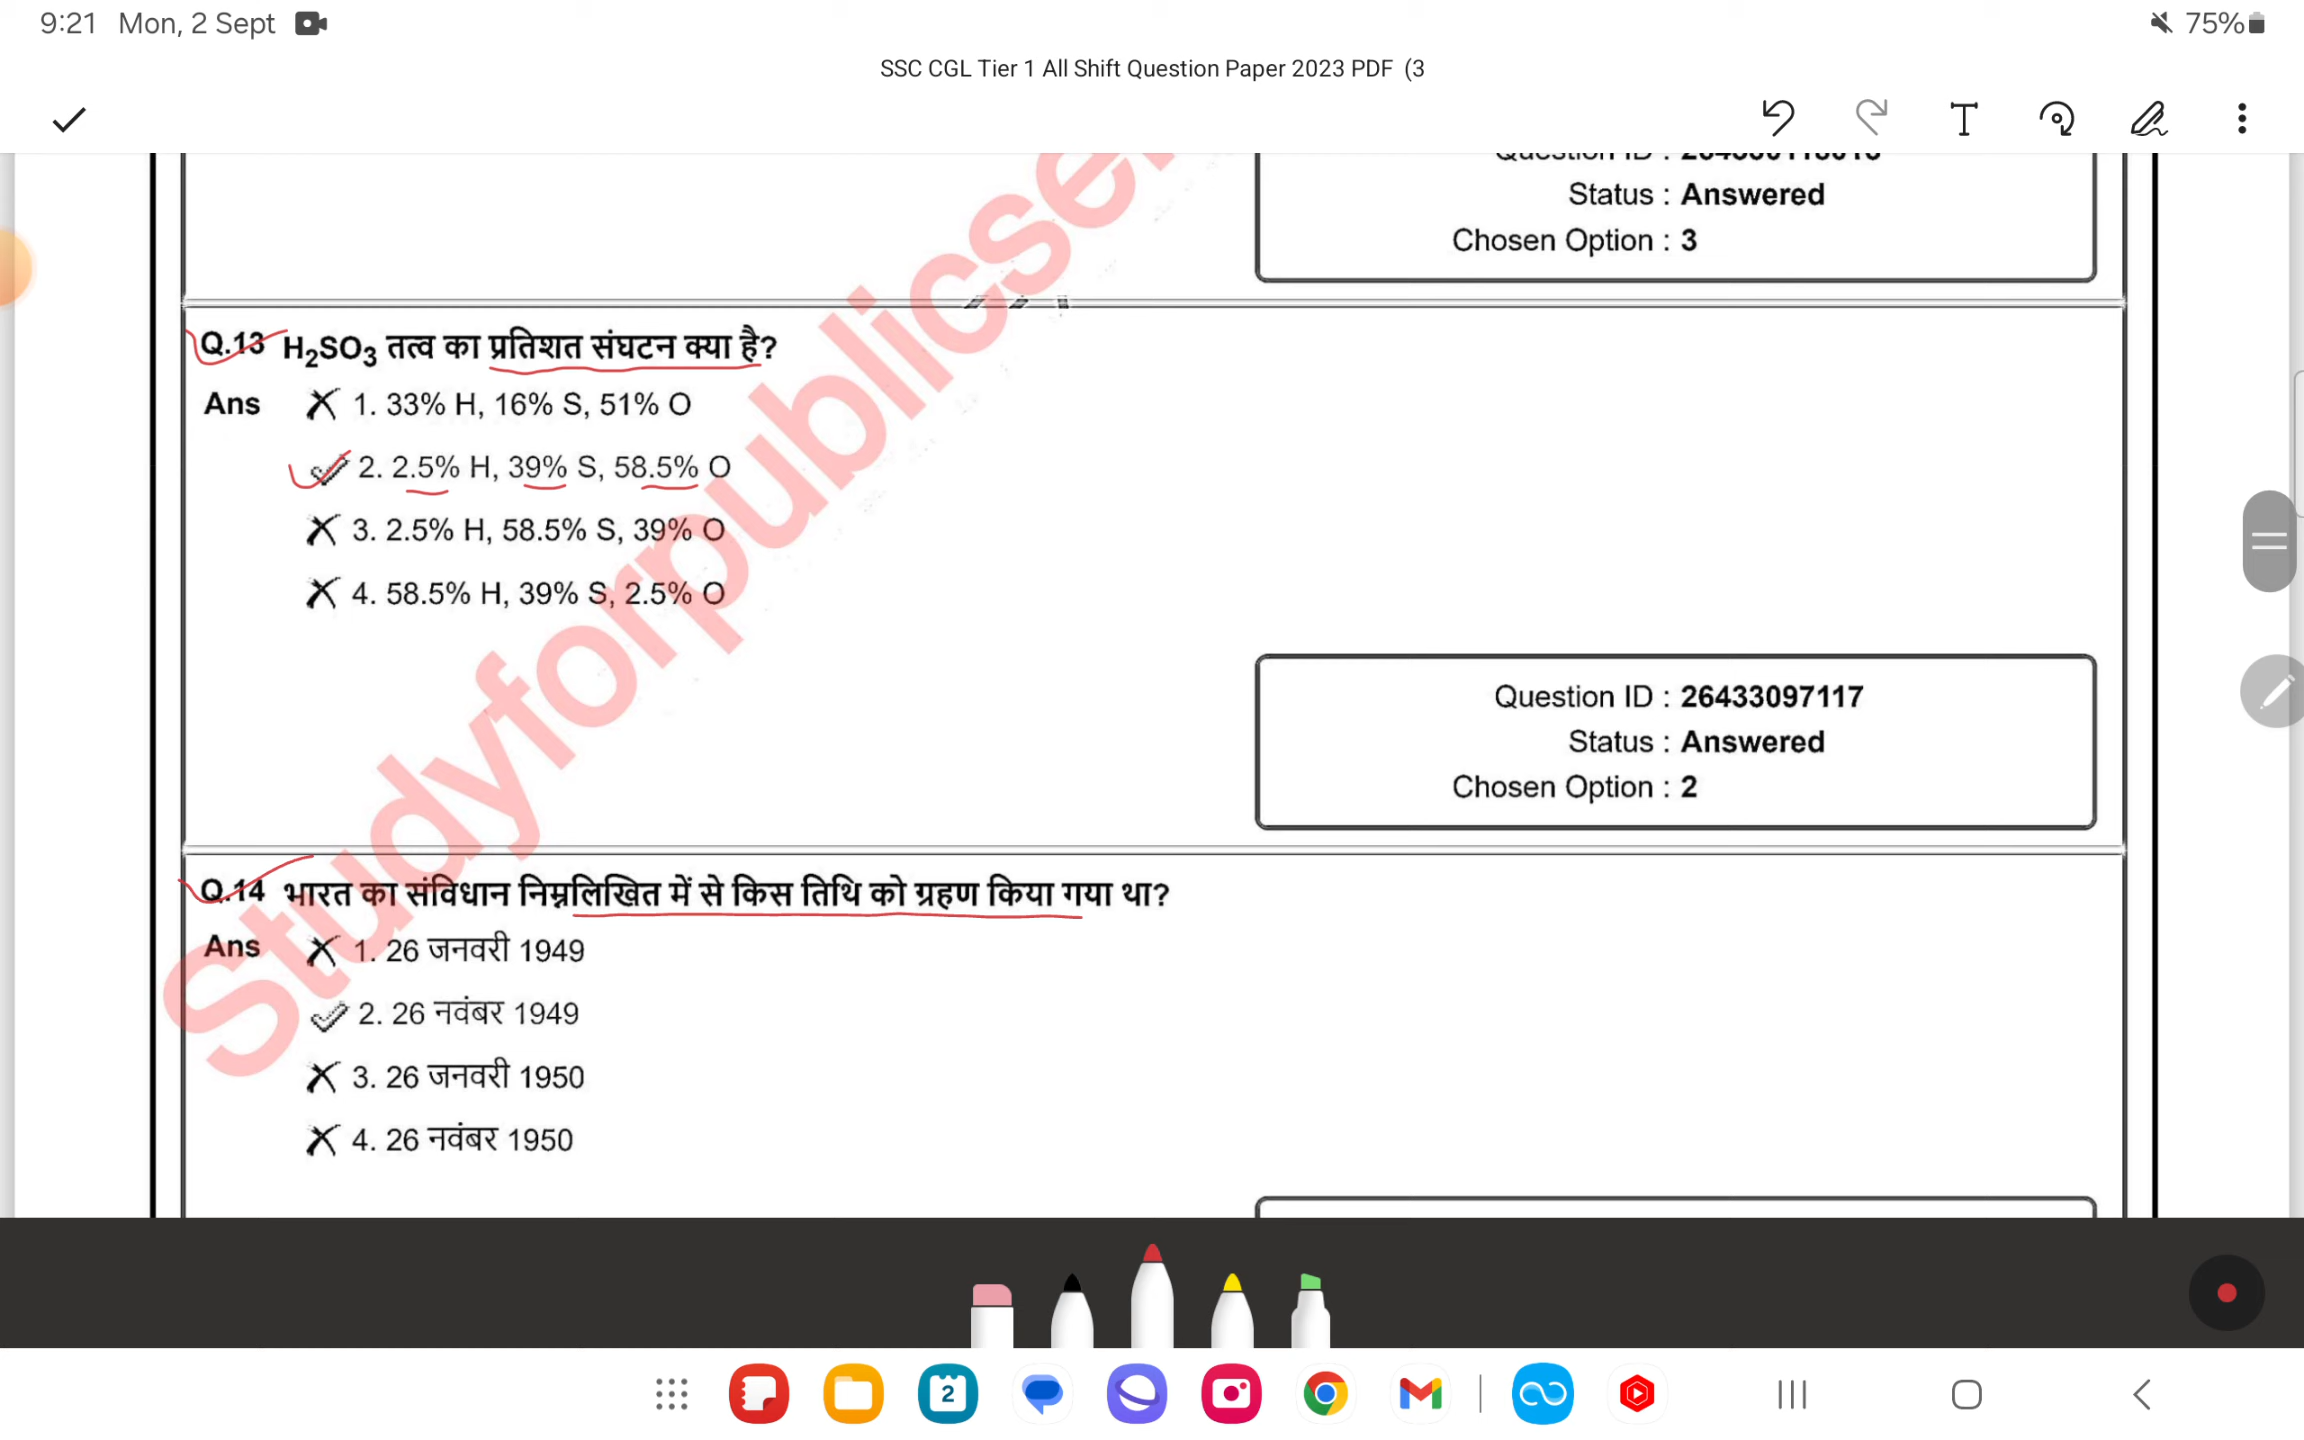 9:21 Mon, 2 Sept
75%
SSC CGL Tier 1 All Shift Question Paper 2023 PDF (3
Question ID :
Status : Answered
Chosen Option : 3
Q.13 H₂SO₃ तत्व का प्रतिशत संघटन क्या है?
Ans 1. 33% H, 16% S, 51% O
2. 2.5% H, 39% S, 58.5% O
3. 2.5% H, 58.5% S, 39% O
4. 58.5% H, 39% S, 2.5% O
Question ID : 26433097117
Status : Answered
Chosen Option : 2
Q.14 भारत का संविधान निम्नलिखित में से किस तिथि को ग्रहण किया गया था?
Ans 1. 26 जनवरी 1949
2. 26 नवंबर 1949
3. 26 जनवरी 1950
4. 26 नवंबर 1950
Studyforpublicse
2